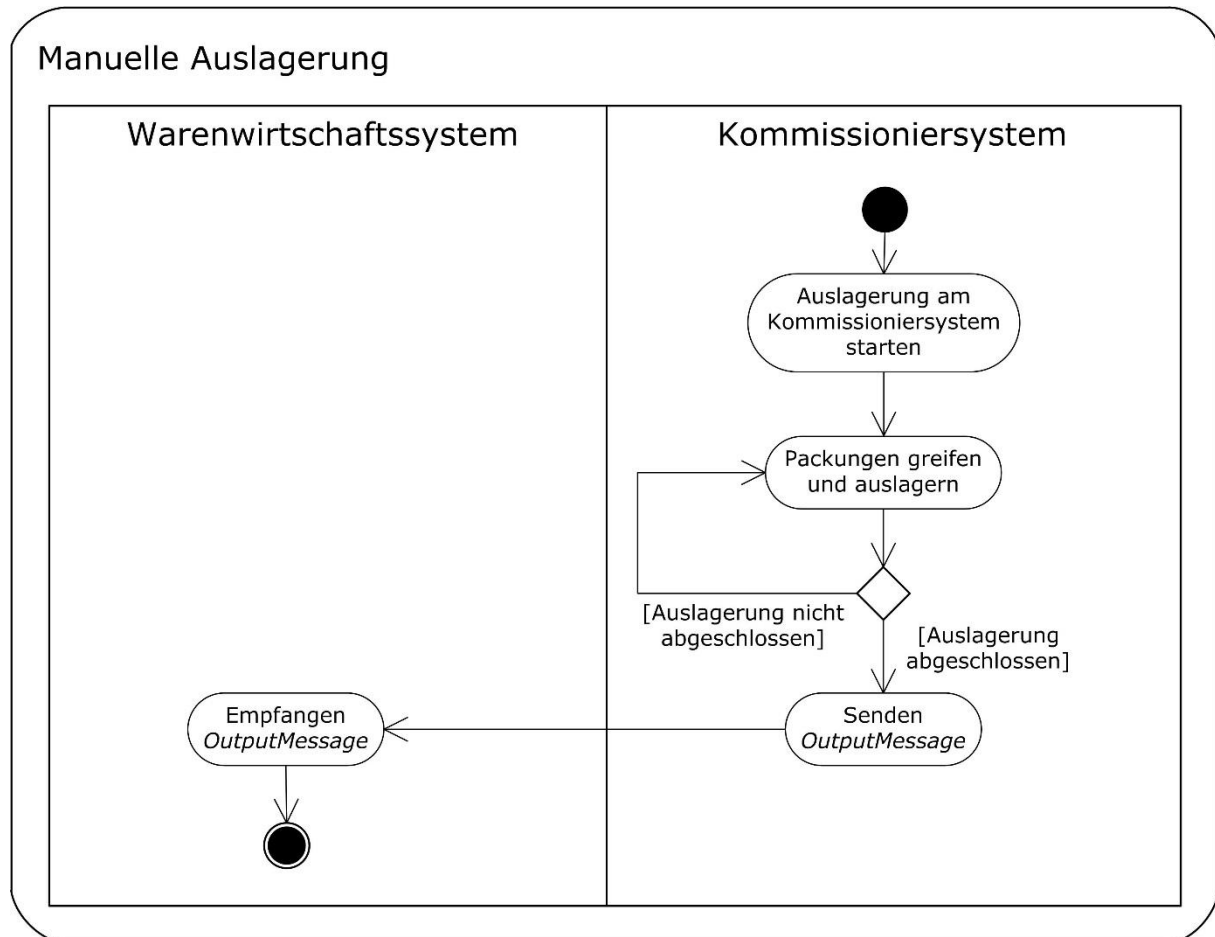 Manuelle Auslagerung
Warenwirtschaftssystem
Kommissioniersystem
Auslagerung am
Kommissioniersystem
starten
Packungen greifen
und auslagern
[Auslagerung nicht
abgeschlossen]
[Auslagerung
abgeschlossen]
Empfangen
OutputMessage
Senden
OutputMessage